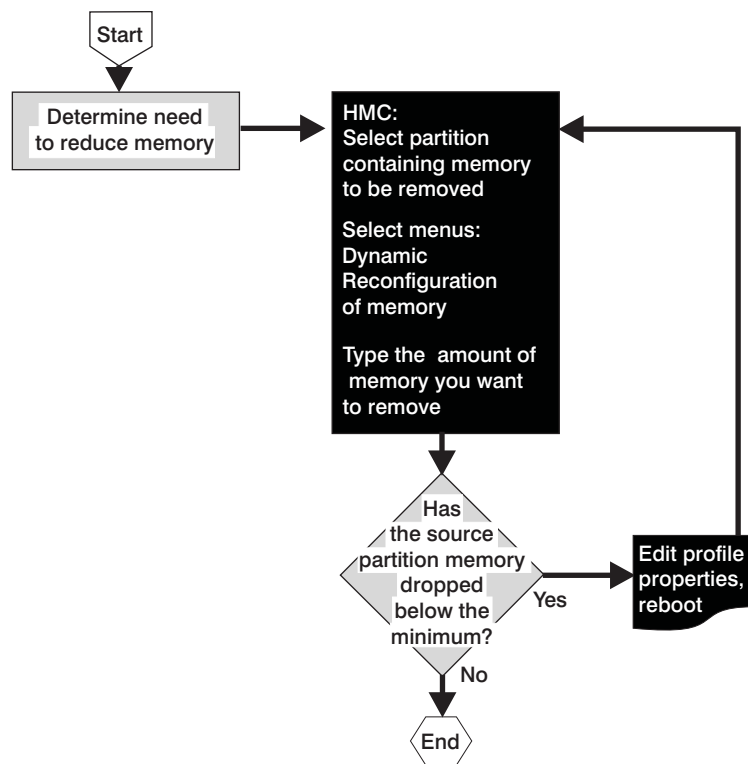 Start
Determine need
to reduce memory
HMC:
Select partition
containing memory
to be removed
Select menus:
Dynamic
Reconfiguration
of memory
Type the amount of
memory you want
to remove
Has
the source
partition memory
dropped
below the
minimum?
Yes
Edit profile
properties,
reboot
No
End